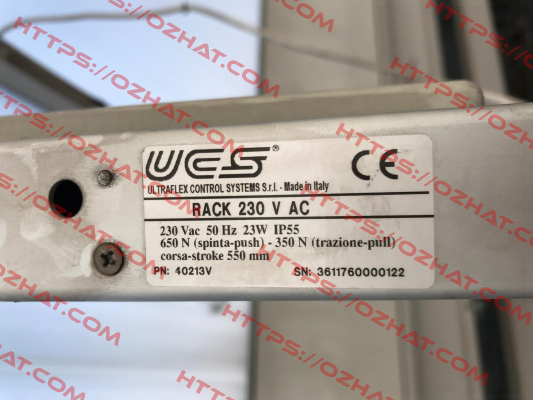 UCS®
CE
ULTRAFLEX CONTROL SYSTEMS S.r.l. - Made in Italy
RACK 230 V AC
230 Vac 50 Hz 23W IP55
650 N (spinta-push) - 350 N (trazione-pull)
corsa-stroke 550 mm
PN: 40213V SN: 3611760000122
HTTPS://OZHAT.COM